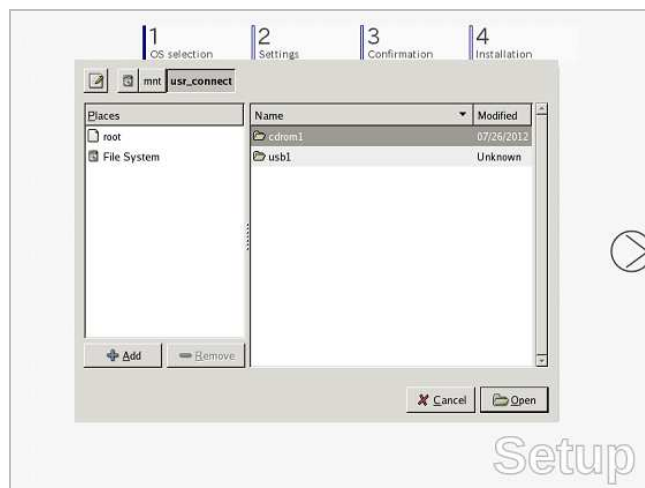 1 2 3 4
OS selection Settings Confirmation Installation
mnt usr_connect
Places Name Modified
root cdrom1 07/26/2012
File System usb1 Unknown
Add Remove
Cancel Open
Setup